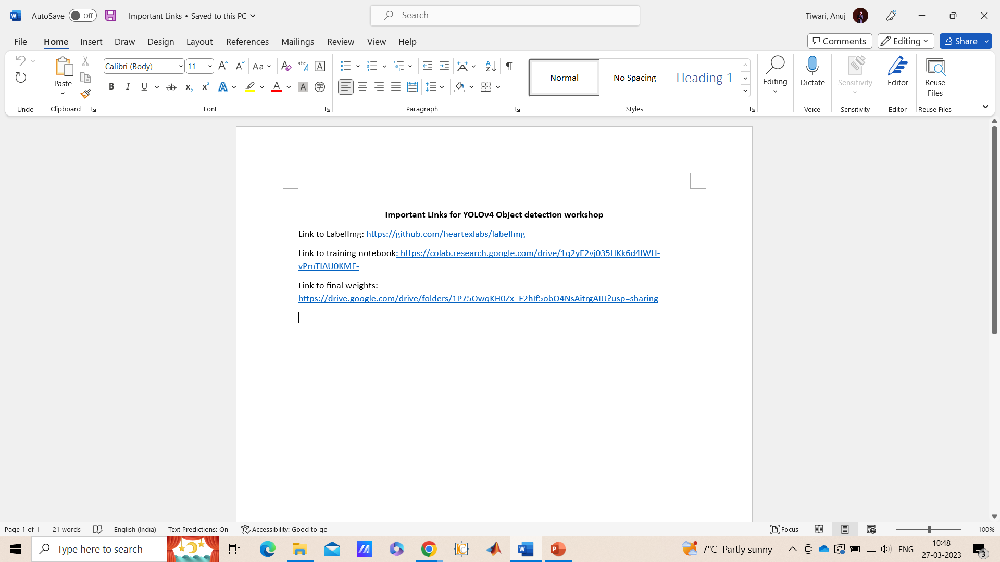 AutoSave Off Important Links • Saved to this PC Search Tiwari, Anuj
File Home Insert Draw Design Layout References Mailings Review View Help Comments Editing Share
Calibri (Body) 11
Paste
Undo Clipboard Font Paragraph
Normal No Spacing Heading 1
Styles
Editing Dictate Sensitivity Editor Reuse Files
Voice Sensitivity Editor Reuse Files
Important Links for YOLOv4 Object detection workshop
Link to LabelImg: https://github.com/heartexlabs/labelImg
Link to training notebook: https://colab.research.google.com/drive/1q2yE2vj035HKk6d4IWH-
vPmTIAU0KMF-
Link to final weights:
https://drive.google.com/drive/folders/1P75OwqKH0Zx_F2hIf5obO4NsAitrgAIU?usp=sharing
Page 1 of 1 21 words English (India) Text Predictions: On Accessibility: Good to go Focus 100%
Type here to search 7°C Partly sunny ENG 10:48
27-03-2023 3